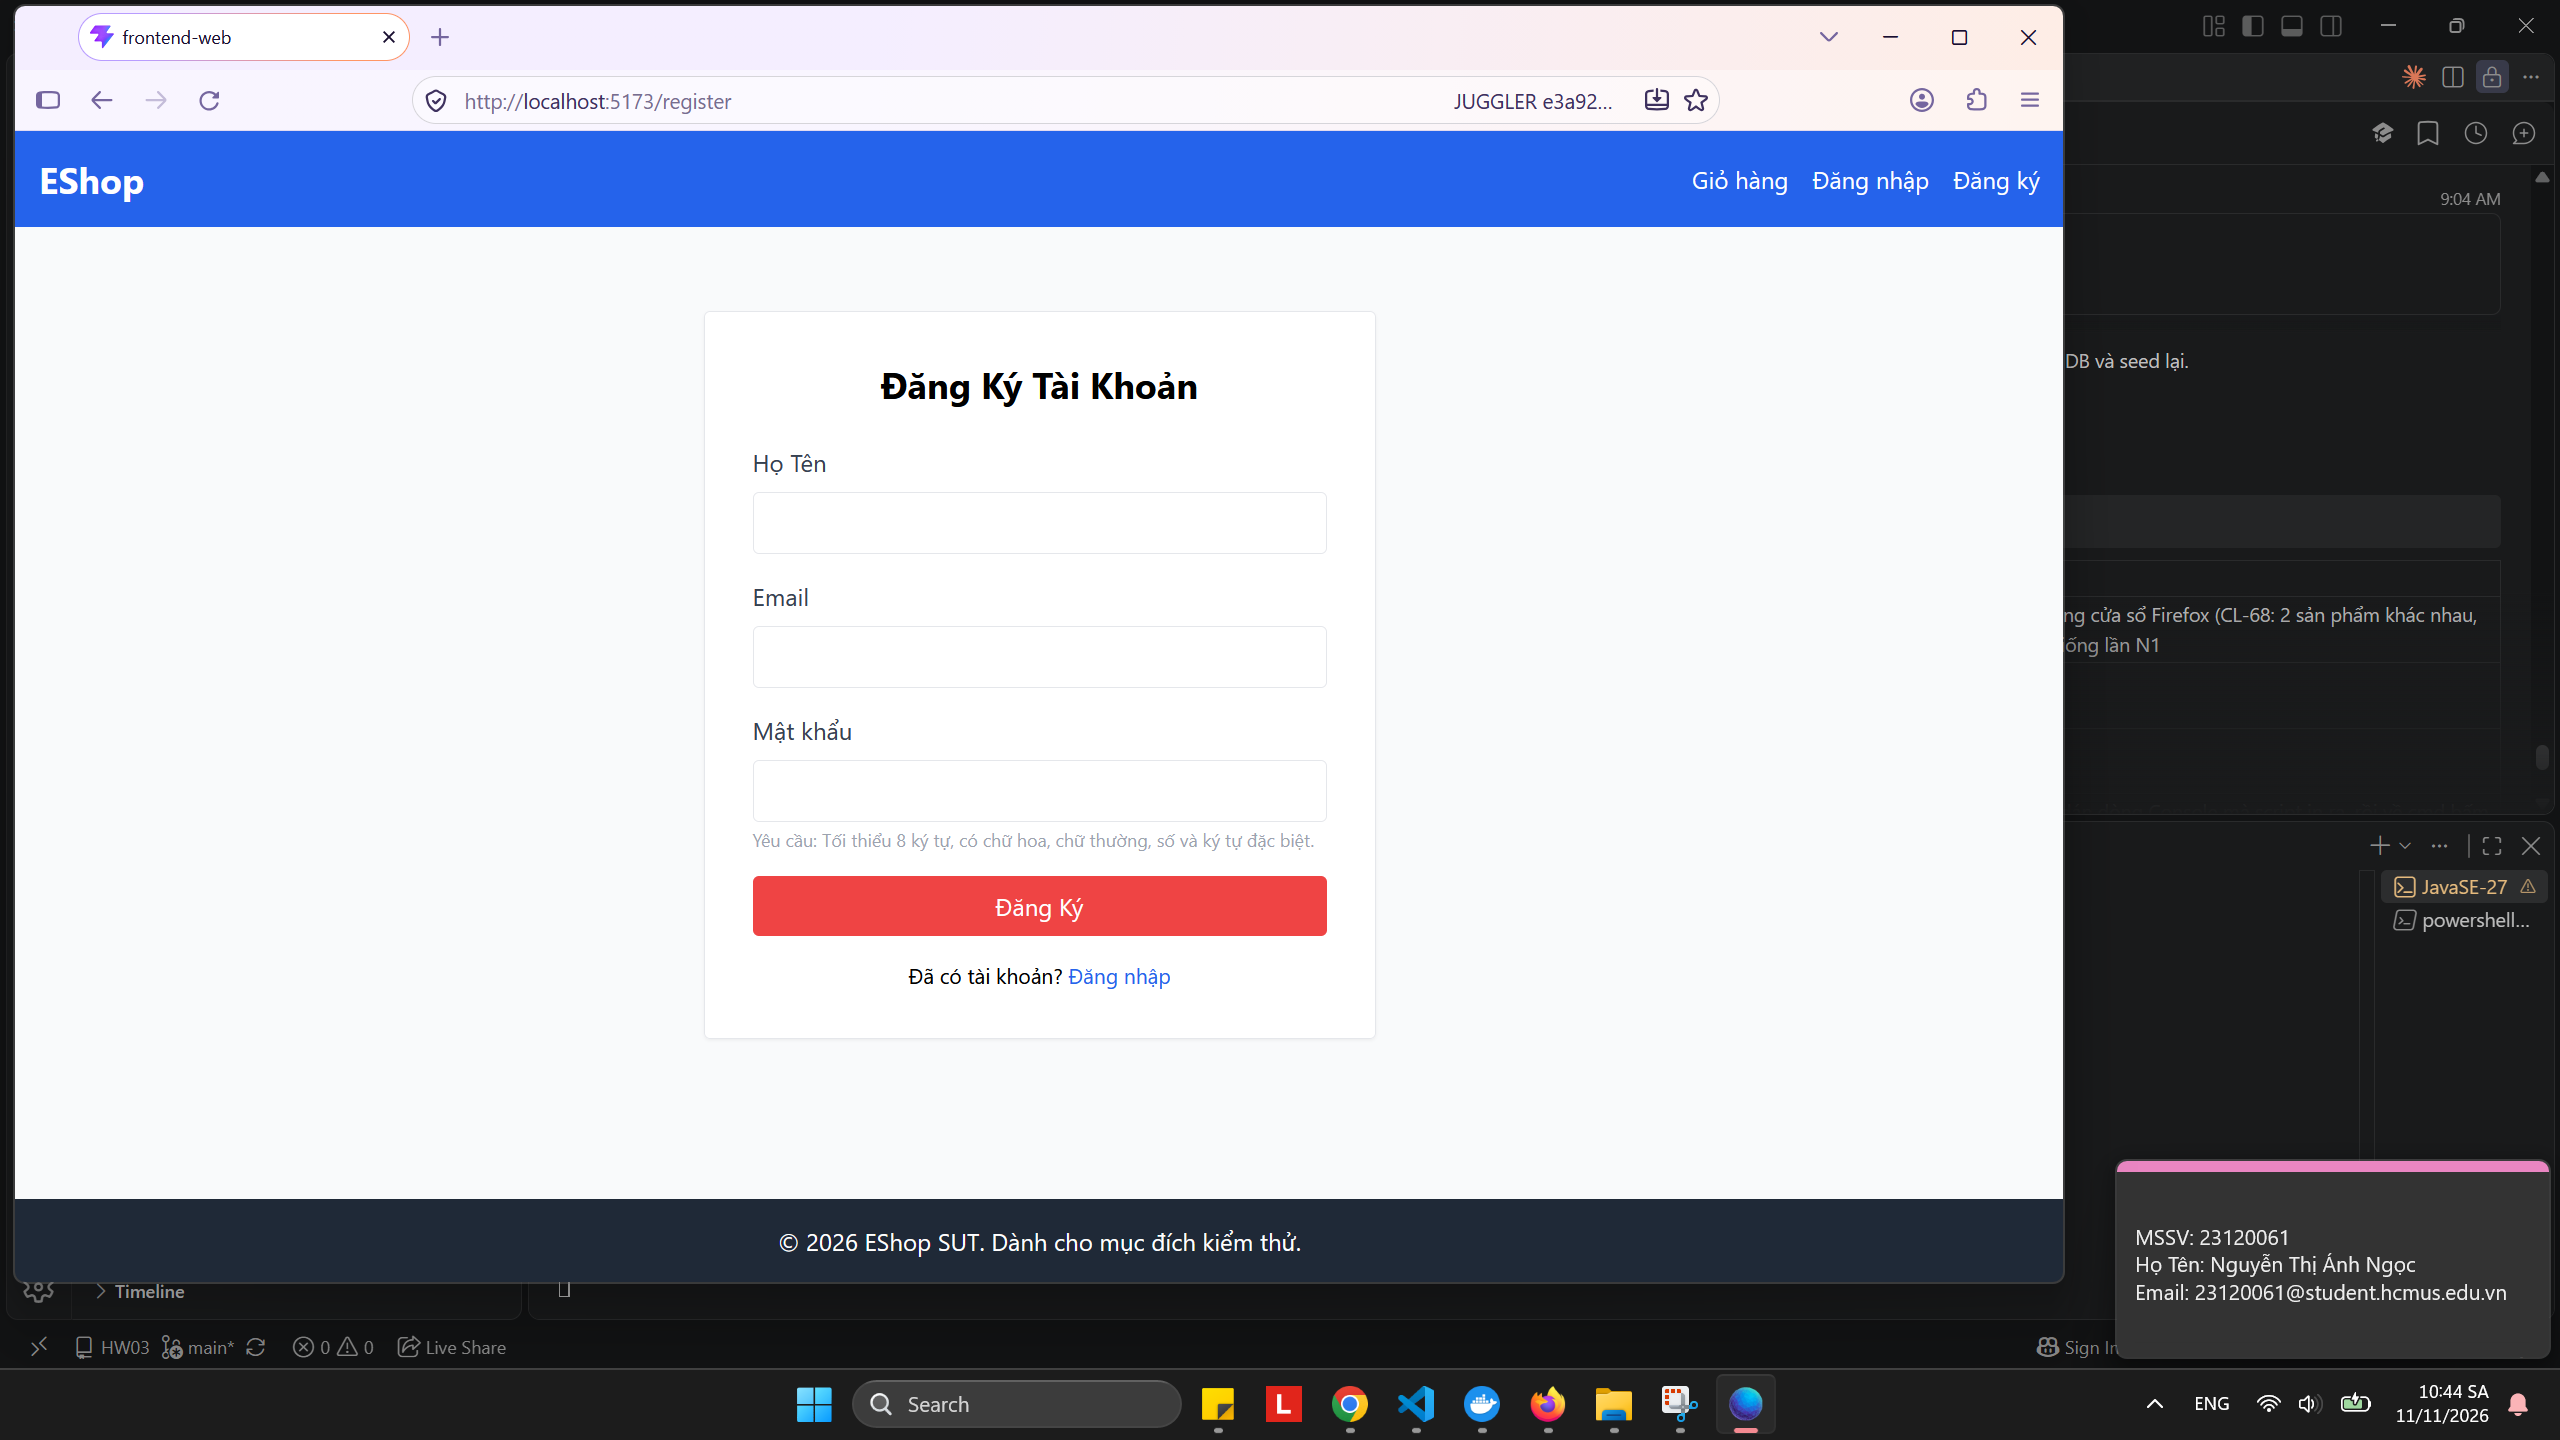 frontend-web
http://localhost:5173/register
JUGGLER e3a92...
EShop
Giỏ hàng
Đăng nhập
Đăng ký
9:04 AM
Đăng Ký Tài Khoản
DB và seed lại.
Họ Tên
Email
ng cửa sổ Firefox (CL-68: 2 sản phẩm khác nhau,
ống lần N1
Mật khẩu
Yêu cầu: Tối thiểu 8 ký tự, có chữ hoa, chữ thường, số và ký tự đặc biệt.
Đăng Ký
Đã có tài khoản? Đăng nhập
JavaSE-27
powershell...
© 2026 EShop SUT. Dành cho mục đích kiểm thử.
MSSV: 23120061
Họ Tên: Nguyễn Thị Ánh Ngọc
Email: 23120061@student.hcmus.edu.vn
Timeline
HW03
main*
0
0
Live Share
Sign In
Search
L
ENG
10:44 SA
11/11/2026